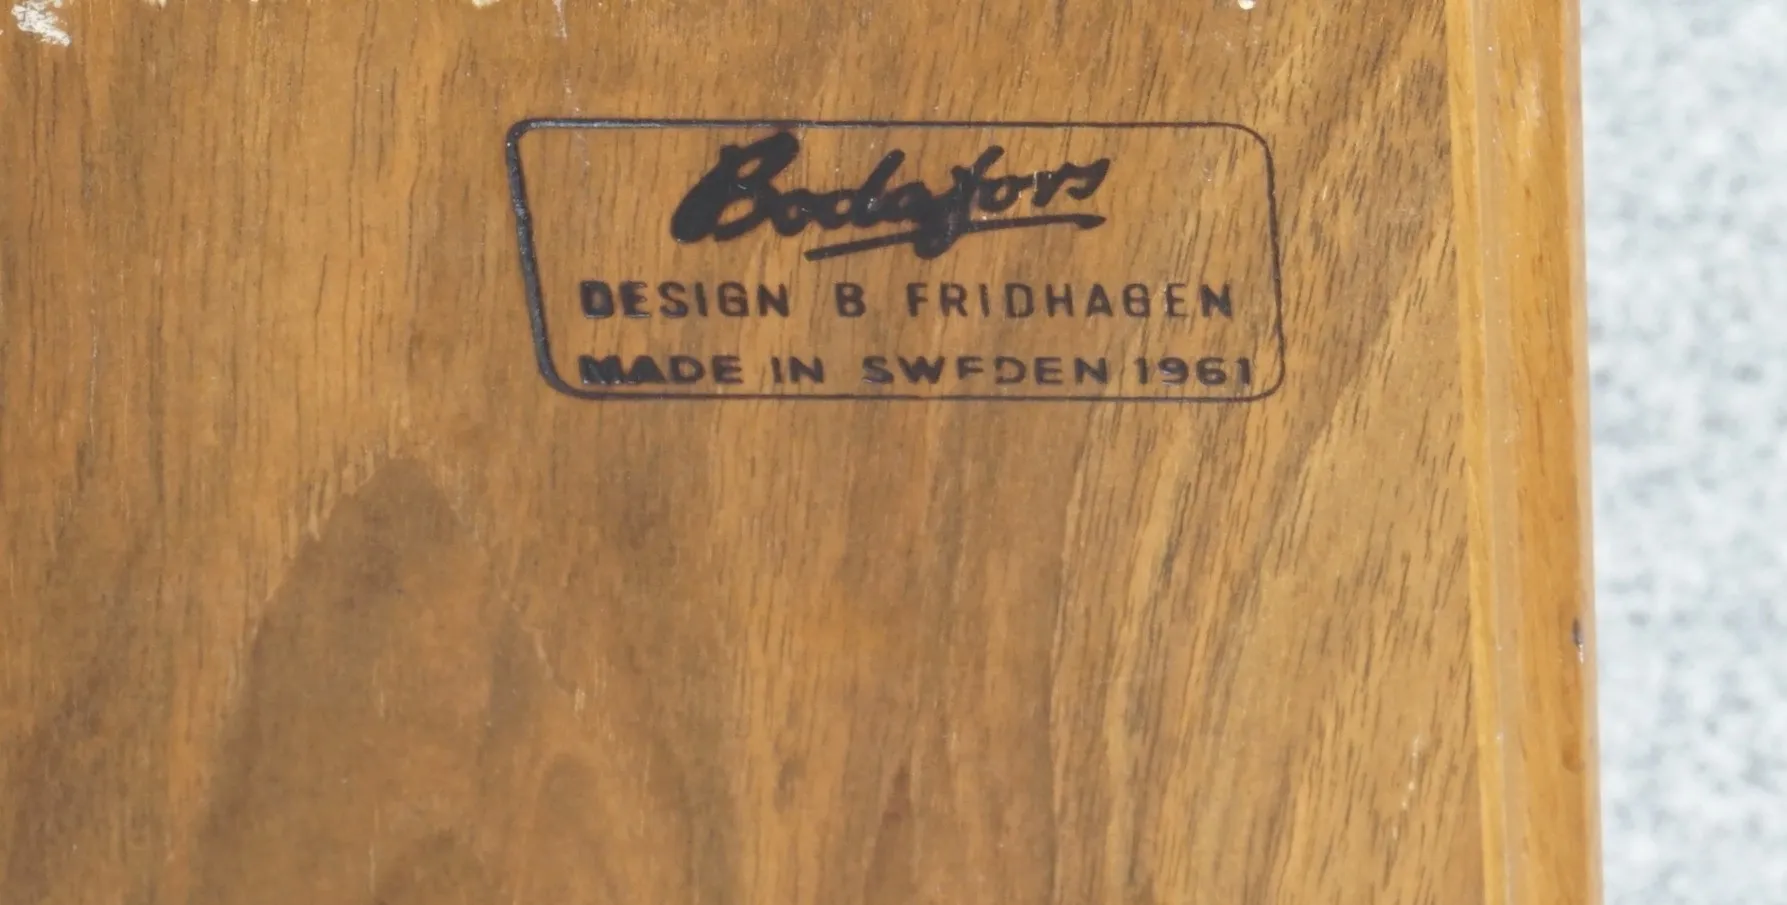 Bodafors
DESIGN B FRIDHAGEN
MADE IN SWEDEN 1961